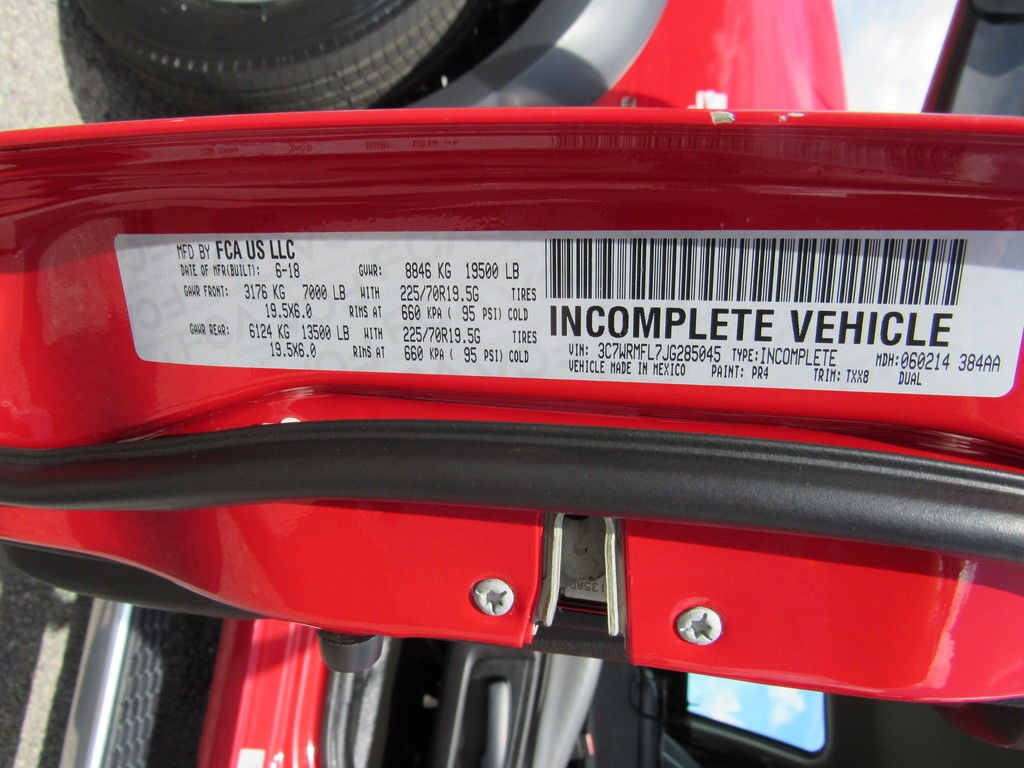 MFD BY FCA US LLC
DATE OF MFR(BUILT): 6-18 GVWR: 8846 KG 19500 LB
GAWR FRONT: 3176 KG 7000 LB WITH 225/70R19.5G TIRES
19.5X6.0 RIMS AT 660 KPA ( 95 PSI) COLD
GAWR REAR: 6124 KG 13500 LB WITH 225/70R19.5G TIRES
19.5X6.0 RIMS AT 660 KPA ( 95 PSI) COLD
INCOMPLETE VEHICLE
VIN: 3C7WRMFL7JG285045 TYPE:INCOMPLETE MDH:060214 384AA
VEHICLE MADE IN MEXICO PAINT: PR4 TRIM: TXX8 DUAL